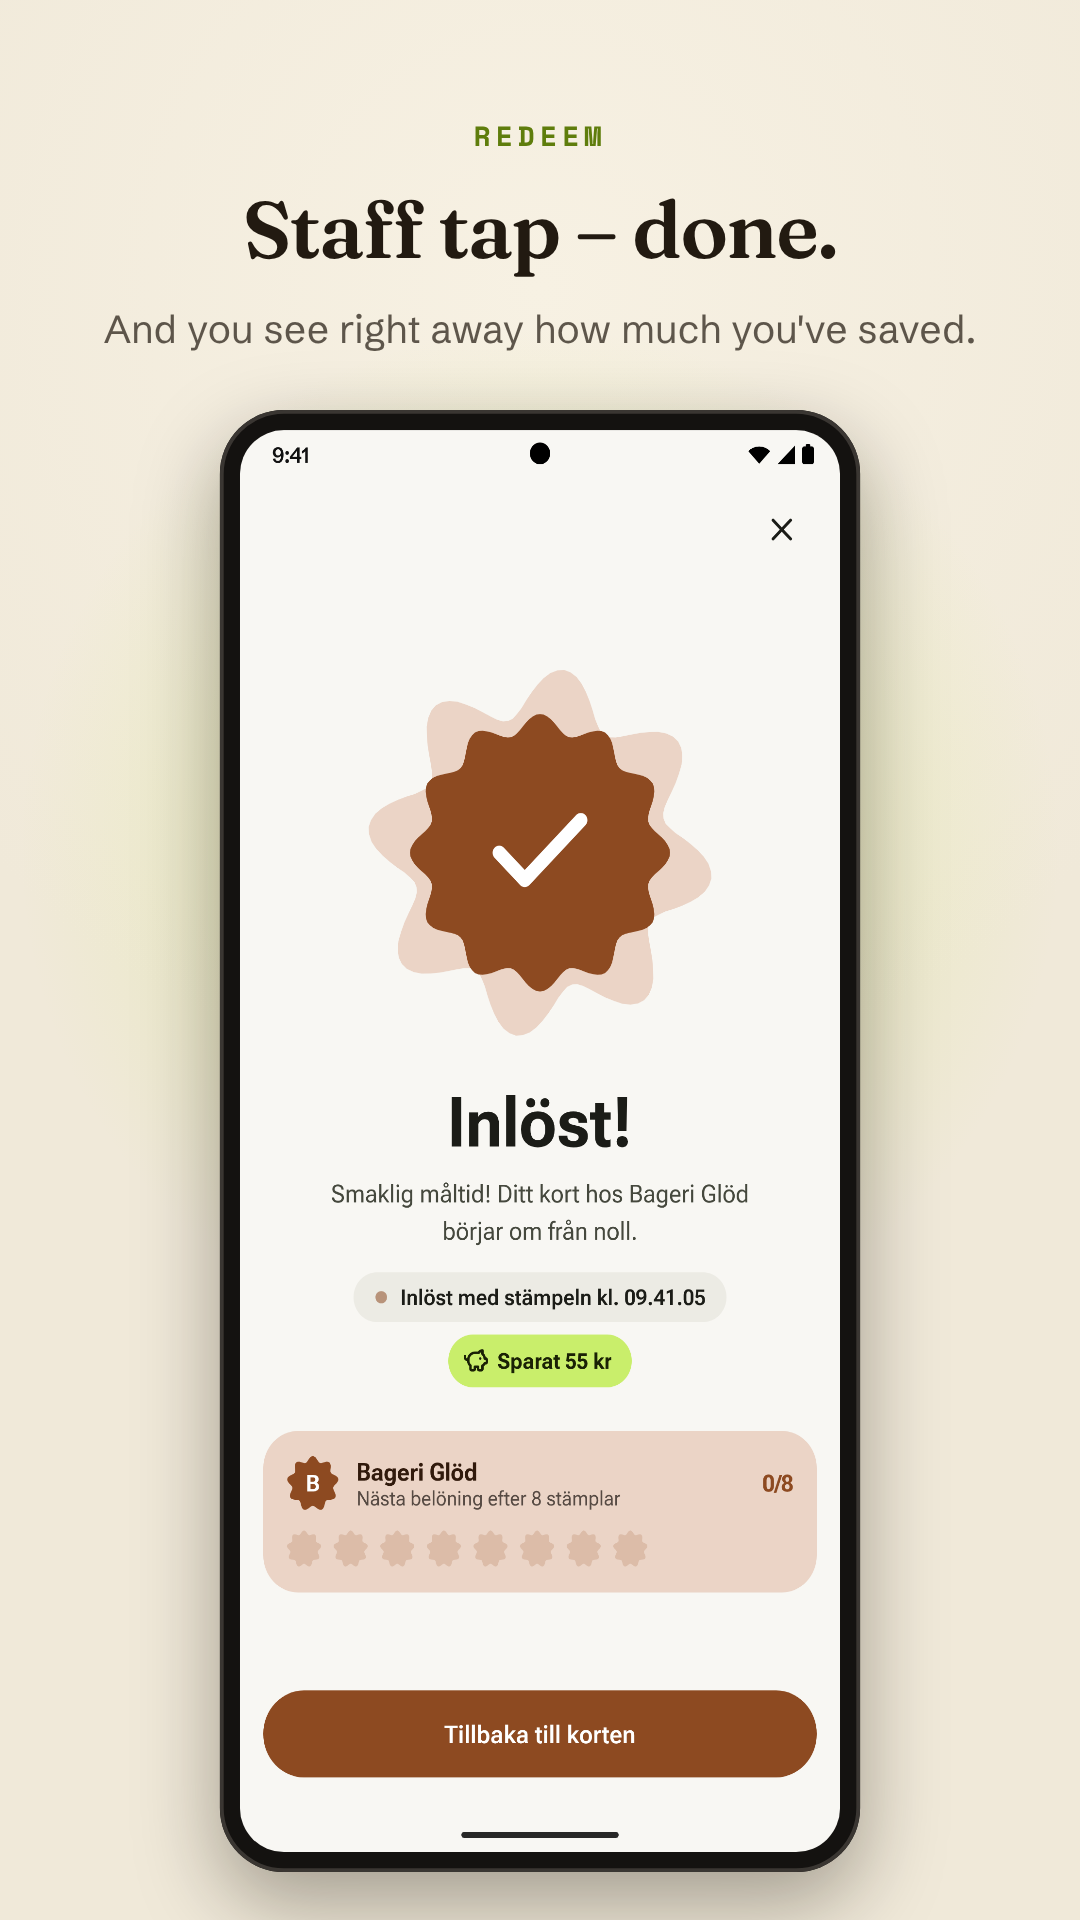 REDEEM
Staff tap – done.
And you see right away how much you've saved.
9:41
Inlöst!
Smaklig måltid! Ditt kort hos Bageri Glöd
börjar om från noll.
Inlöst med stämpeln kl. 09.41.05
Sparat 55 kr
B
Bageri Glöd
0/8
Nästa belöning efter 8 stämplar
Tillbaka till korten